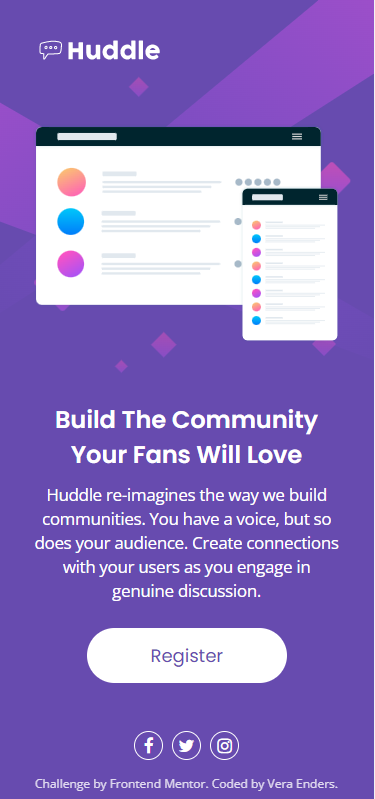 Huddle
Build The Community
Your Fans Will Love
Huddle re-imagines the way we build
communities. You have a voice, but so
does your audience. Create connections
with your users as you engage in
genuine discussion.
Register
Challenge by Frontend Mentor. Coded by Vera Enders.